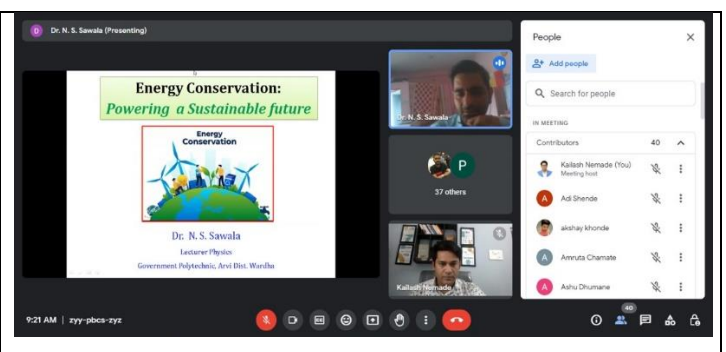 D Dr. N. S. Sawala (Presenting)
Energy Conservation:
Powering a Sustainable future
Energy
Conservation
Dr. N. S. Sawala
Lecturer Physics
Government Polytechnic, Arvi Dist. Wardha
Dr. N. S. Sawala
P
37 others
Kailash Nemade
People
Add people
Search for people
IN MEETING
Contributors 40
Kailash Nemade (You)
Meeting host
A Adi Shende
akshay khonde
A Amruta Chamate
A Ashu Dhumane
9:21 AM | zyy-pbcs-zyz
40